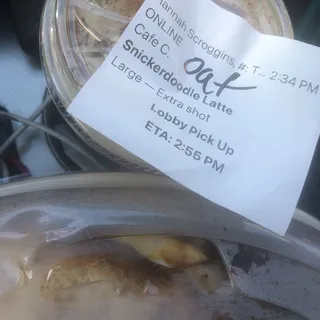 Hannah Scroggins, #: T... 2:34 PM
ONLINE
Cafe C. oat
Snickerdoodle Latte
Large — Extra shot
Lobby Pick Up
ETA: 2:55 PM